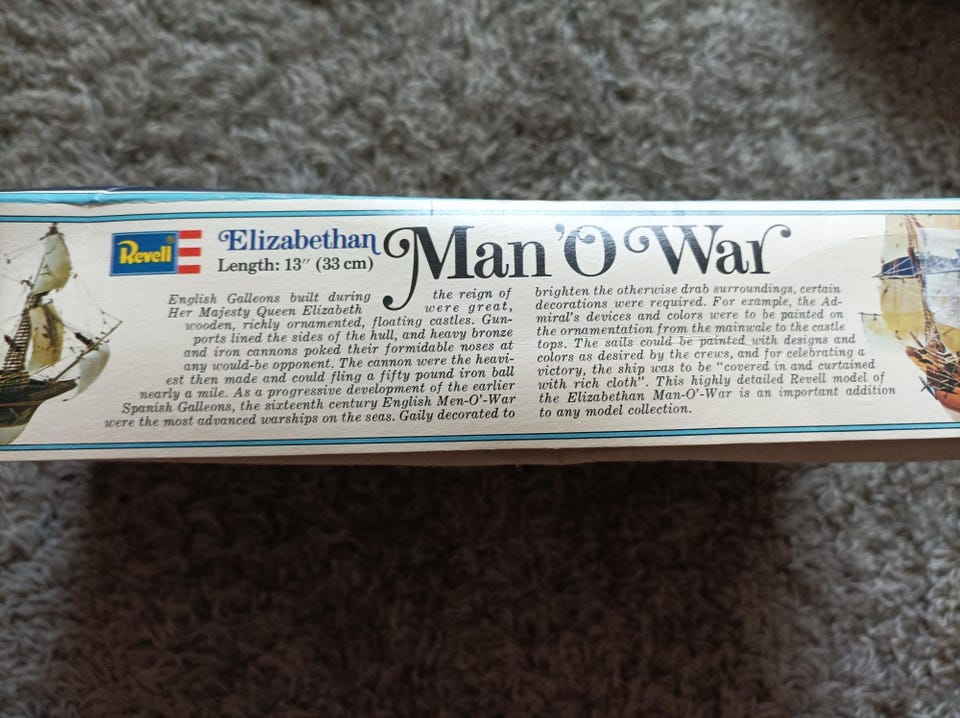 Revell®
Elizabethan
Man 'O War
Length: 13" (33 cm)
English Galleons built during the reign of
Her Majesty Queen Elizabeth were great,
wooden, richly ornamented, floating castles. Gun-
ports lined the sides of the hull, and heavy bronze
and iron cannons poked their formidable noses at
any would-be opponent. The cannon were the heavi-
est then made and could fling a fifty pound iron ball
nearly a mile. As a progressive development of the earlier
Spanish Galleons, the sixteenth century English Men-O'-War
were the most advanced warships on the seas. Gaily decorated to
brighten the otherwise drab surroundings, certain
decorations were required. For example, the Ad-
miral's devices and colors were to be painted on
the ornamentation from the mainwale to the castle
tops. The sails could be painted with designs and
colors as desired by the crews, and for celebrating a
victory, the ship was to be "covered in and curtained
with rich cloth". This highly detailed Revell model of
the Elizabethan Man-O'-War is an important addition
to any model collection.